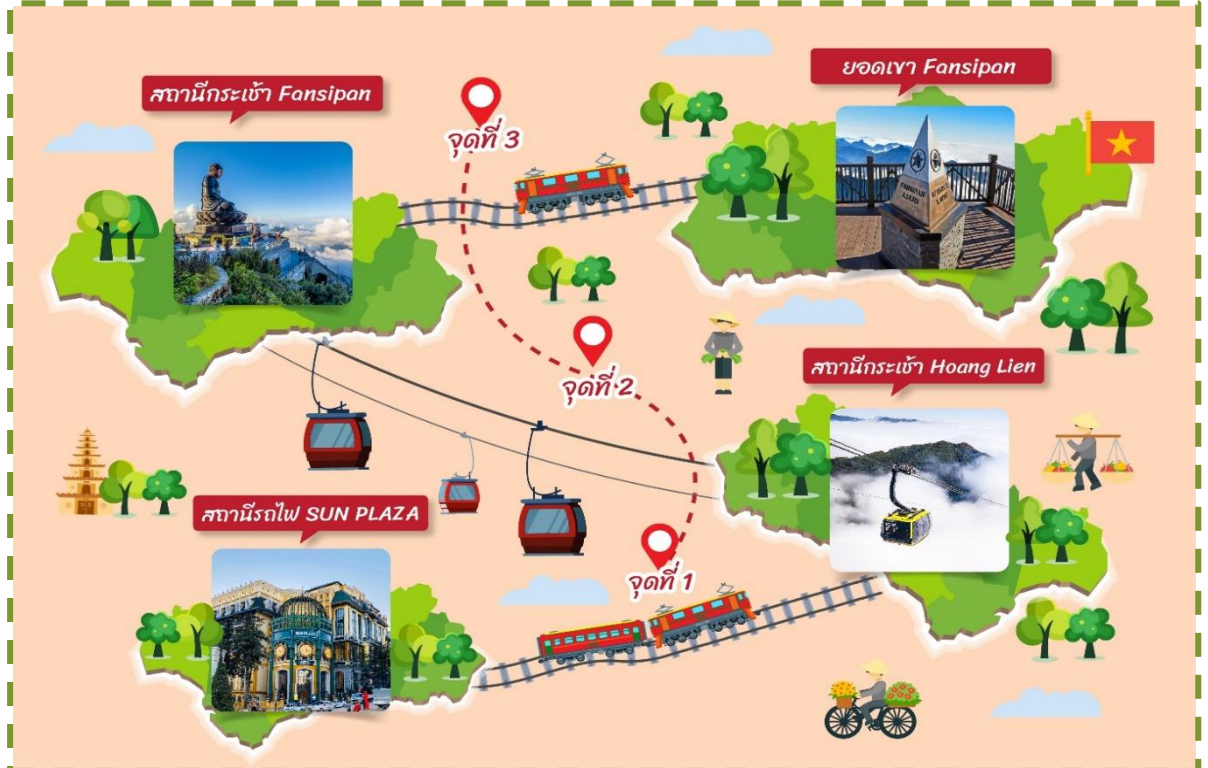 สถานีกระเช้า Fansipan
ยอดเขา Fansipan
จุดที่ 3
จุดที่ 2
สถานีกระเช้า Hoang Lien
สถานีรถไฟ SUN PLAZA
จุดที่ 1